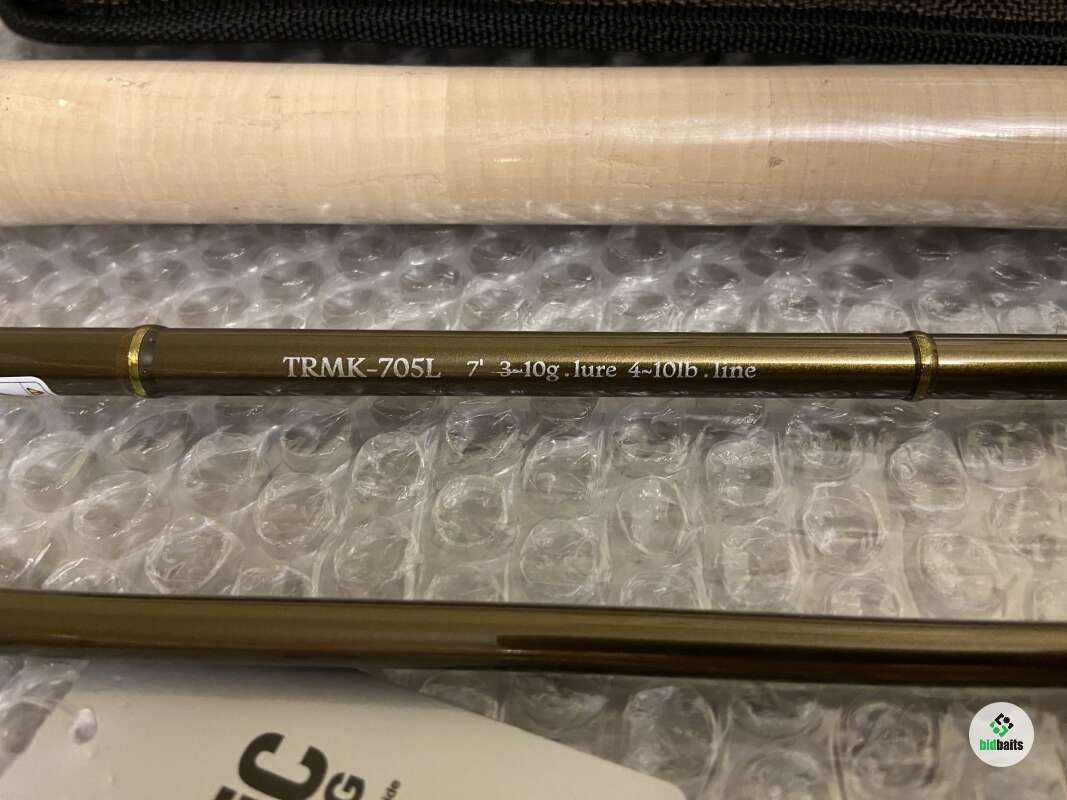 TRMK-705L 7' 3~10g.lure 4~10lb.line
bidbaits